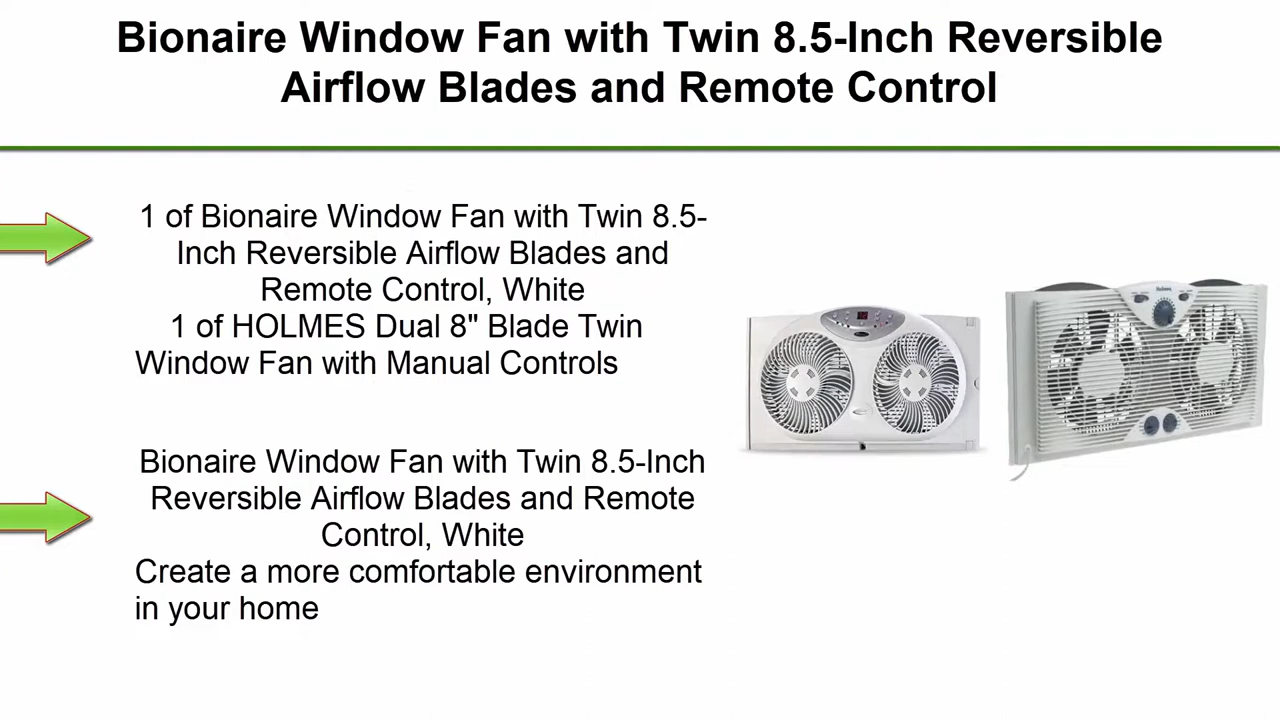 Bionaire Window Fan with Twin 8.5-Inch Reversible
Airflow Blades and Remote Control
1 of Bionaire Window Fan with Twin 8.5-
Inch Reversible Airflow Blades and
Remote Control, White
1 of HOLMES Dual 8" Blade Twin
Window Fan with Manual Controls
Bionaire Window Fan with Twin 8.5-Inch
Reversible Airflow Blades and Remote
Control, White
Create a more comfortable environment
in your home